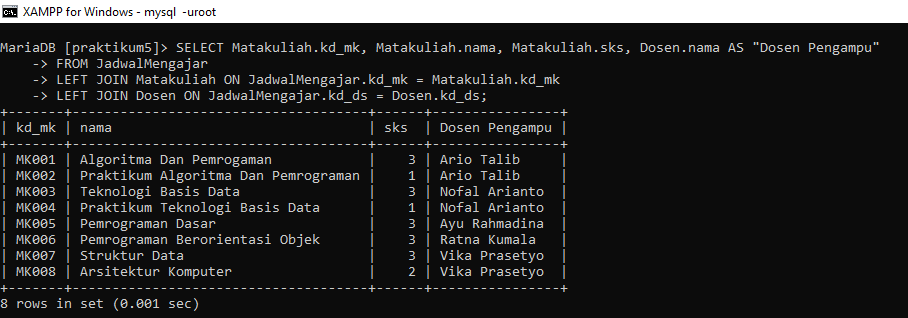 XAMPP for Windows - mysql  -uroot
MariaDB [praktikum5]> SELECT Matakuliah.kd_mk, Matakuliah.nama, Matakuliah.sks, Dosen.nama AS "Dosen Pengampu"
    -> FROM JadwalMengajar
    -> LEFT JOIN Matakuliah ON JadwalMengajar.kd_mk = Matakuliah.kd_mk
    -> LEFT JOIN Dosen ON JadwalMengajar.kd_ds = Dosen.kd_ds;
+-------+-------------------------------------+------+----------------+
| kd_mk | nama                                | sks  | Dosen Pengampu |
+-------+-------------------------------------+------+----------------+
| MK001 | Algoritma Dan Pemrogaman            |    3 | Ario Talib     |
| MK002 | Praktikum Algoritma Dan Pemrograman |    1 | Ario Talib     |
| MK003 | Teknologi Basis Data                |    3 | Nofal Arianto  |
| MK004 | Praktikum Teknologi Basis Data      |    1 | Nofal Arianto  |
| MK005 | Pemrograman Dasar                   |    3 | Ayu Rahmadina  |
| MK006 | Pemrograman Berorientasi Objek      |    3 | Ratna Kumala   |
| MK007 | Struktur Data                       |    3 | Vika Prasetyo  |
| MK008 | Arsitektur Komputer                 |    2 | Vika Prasetyo  |
+-------+-------------------------------------+------+----------------+
8 rows in set (0.001 sec)